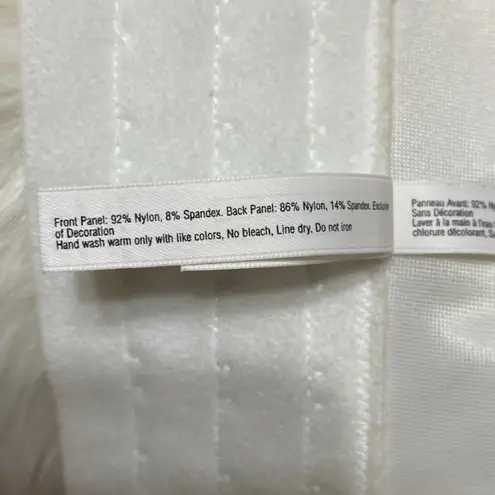 Front Panel: 92% Nylon, 8% Spandex. Back Panel: 86% Nylon, 14% Spandex. Exclusive
of Decoration
Hand wash warm only with like colors, No bleach, Line dry, Do not iron
Panneau Avant: 92% Ny
Sans Décoration
Laver à la main à l'eau
chlorure décolorant, S